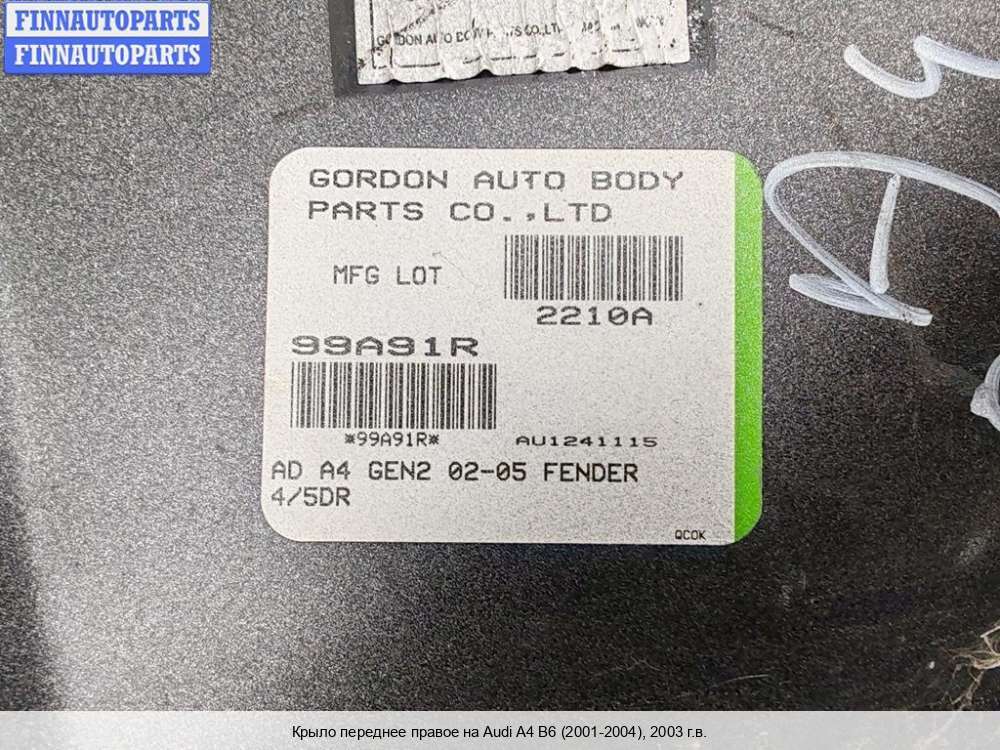 FINNAUTOPARTS
FINNAUTOPARTS
GORDON AUTO BODY
PARTS CO.,LTD
MFG LOT
2210A
99A91R
*99A91R*
AU1241115
AD A4 GEN2 02-05 FENDER
4/5DR
QCOK
Крыло переднее правое на Audi A4 B6 (2001-2004), 2003 г.в.